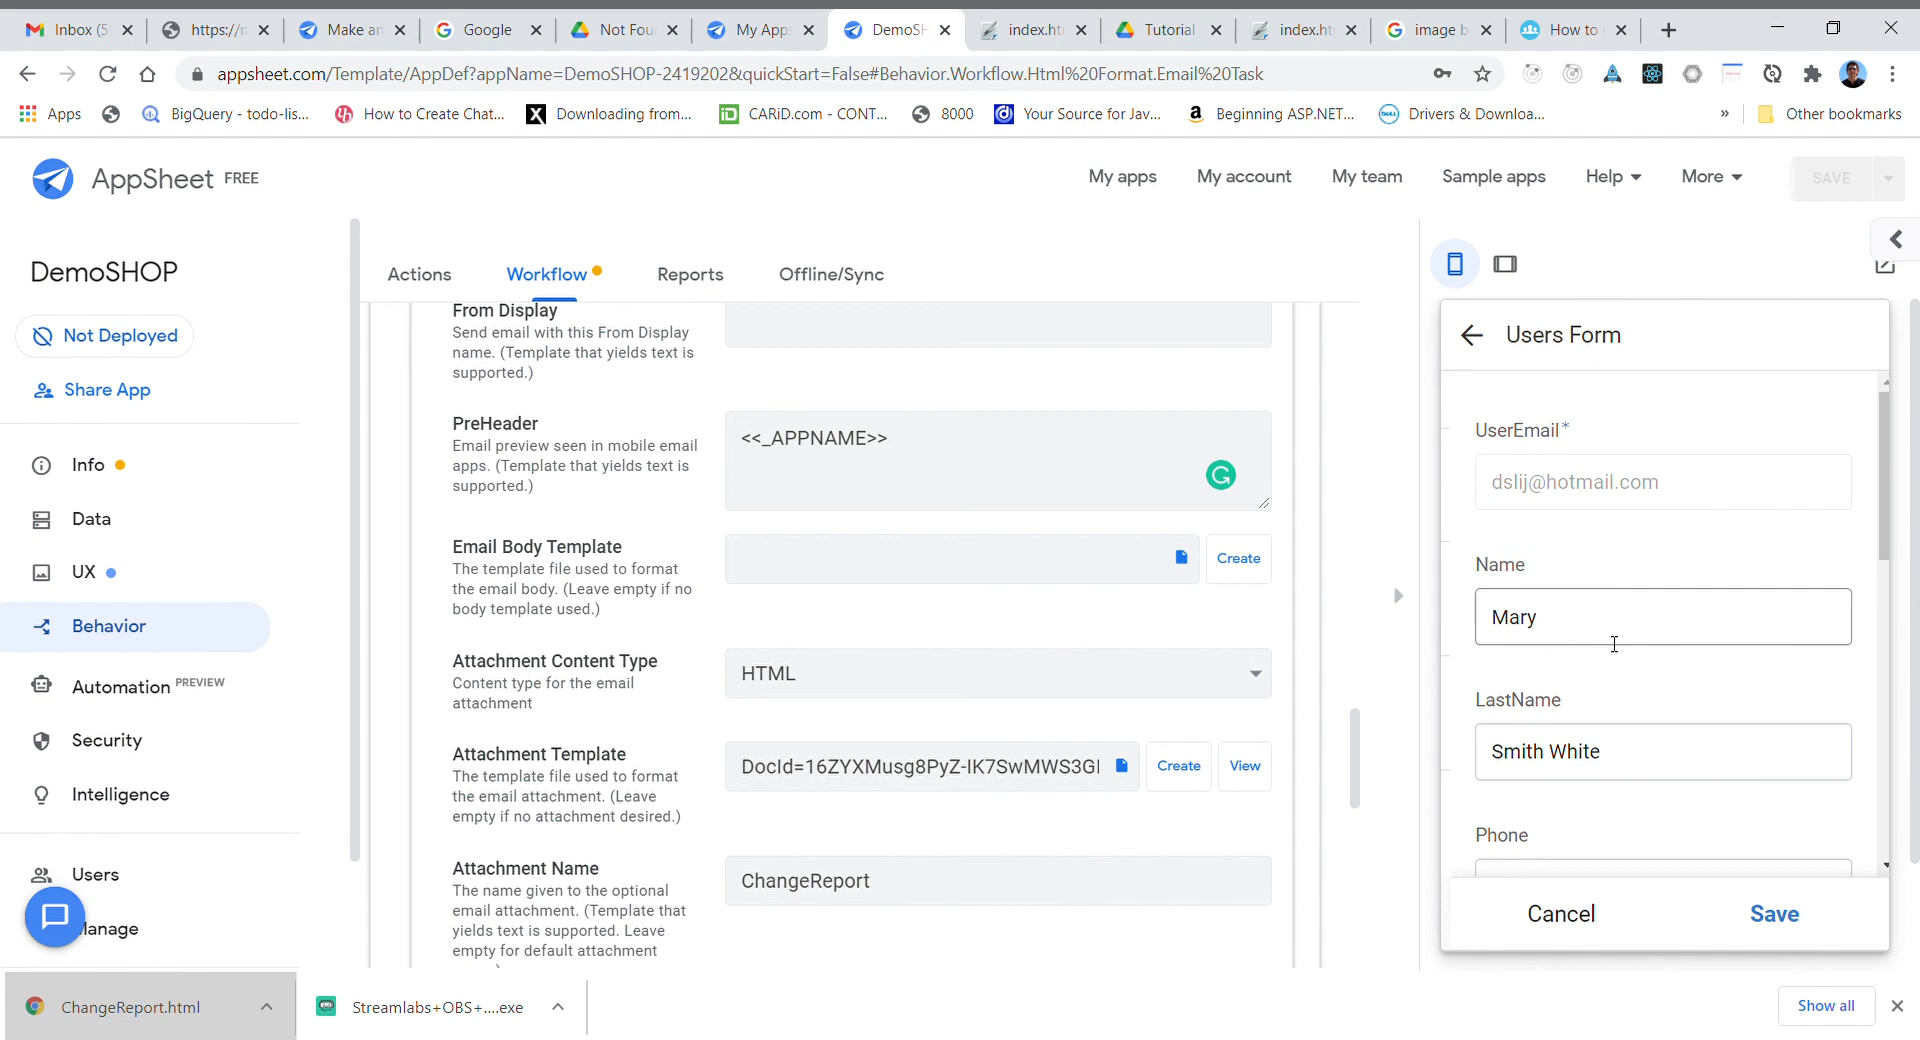 Inbox (5
https://n
Make an
Google
Not Fou
My Apps
DemoSH
index.ht
Tutorial
index.ht
image b
How to
appsheet.com/Template/AppDef?appName=DemoSHOP-2419202&quickStart=False#Behavior.Workflow.Html%20Format.Email%20Task
Apps
BigQuery - todo-lis...
How to Create Chat...
Downloading from...
CARiD.com - CONT...
8000
Your Source for Jav...
Beginning ASP.NET...
Drivers & Downloa...
»
Other bookmarks
AppSheet FREE
My apps
My account
My team
Sample apps
Help
More
SAVE
DemoSHOP
Not Deployed
Share App
Info
Data
UX
Behavior
Automation PREVIEW
Security
Intelligence
Users
anage
Actions
Workflow
Reports
Offline/Sync
From Display
Send email with this From Display
name. (Template that yields text is
supported.)
PreHeader
Email preview seen in mobile email
apps. (Template that yields text is
supported.)
<<_APPNAME>>
Email Body Template
The template file used to format
the email body. (Leave empty if no
body template used.)
Create
Attachment Content Type
Content type for the email
attachment
HTML
Attachment Template
The template file used to format
the email attachment. (Leave
empty if no attachment desired.)
DocId=16ZYXMusg8PyZ-IK7SwMWS3GI
Create
View
Attachment Name
The name given to the optional
email attachment. (Template that
yields text is supported. Leave
empty for default attachment
ChangeReport
Users Form
UserEmail*
dslij@hotmail.com
Name
Mary
LastName
Smith White
Phone
Cancel
Save
ChangeReport.html
Streamlabs+OBS+....exe
Show all